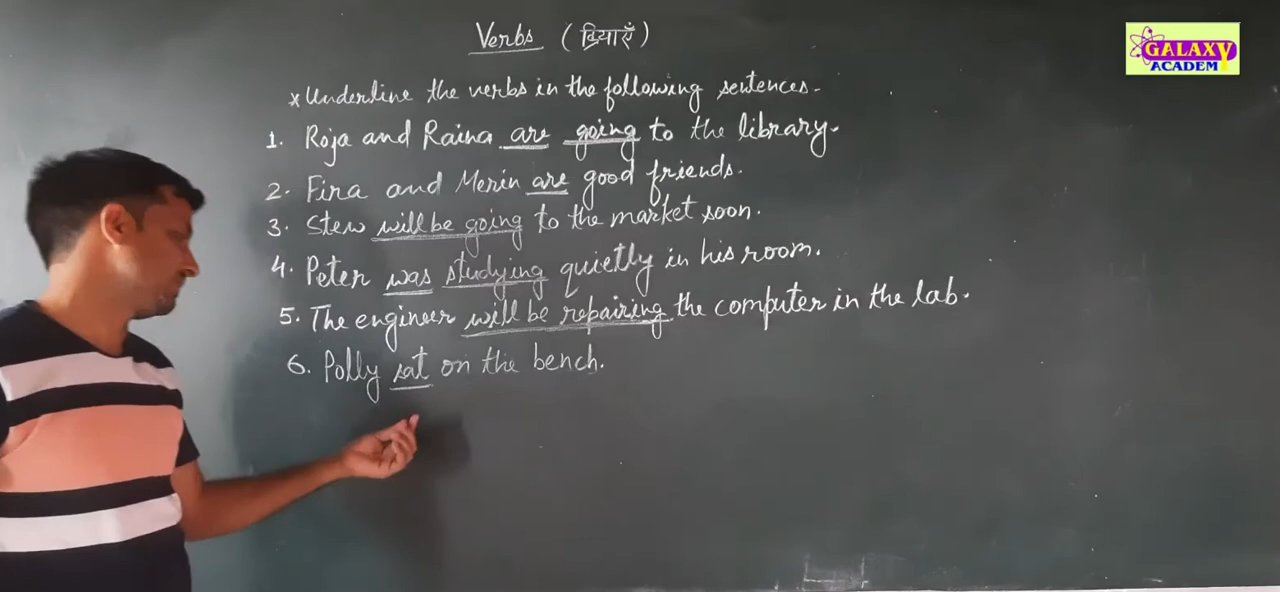 Verbs (क्रियाएँ)
GALAXY
ACADEM
* Underline the verbs in the following sentences-
1. Roja and Raina are going to the library.
2. Fira and Merin are good friends.
3. Stew will be going to the market soon.
4. Peter was studying quietly in his room.
5. The engineer will be repairing the computer in the lab.
6. Polly sat on the bench.